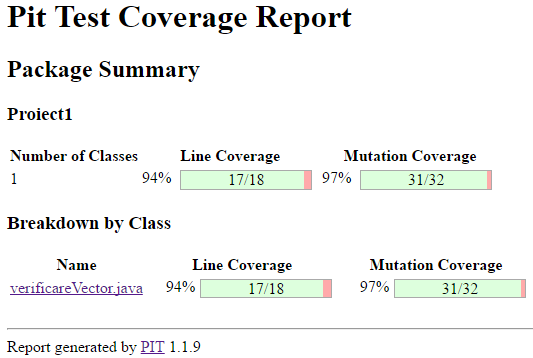 Pit Test Coverage Report
Package Summary
Proiect1
Number of Classes Line Coverage Mutation Coverage
1 94% 17/18 97% 31/32
Breakdown by Class
Name Line Coverage Mutation Coverage
verificareVector.java 94% 17/18 97% 31/32
Report generated by PIT 1.1.9